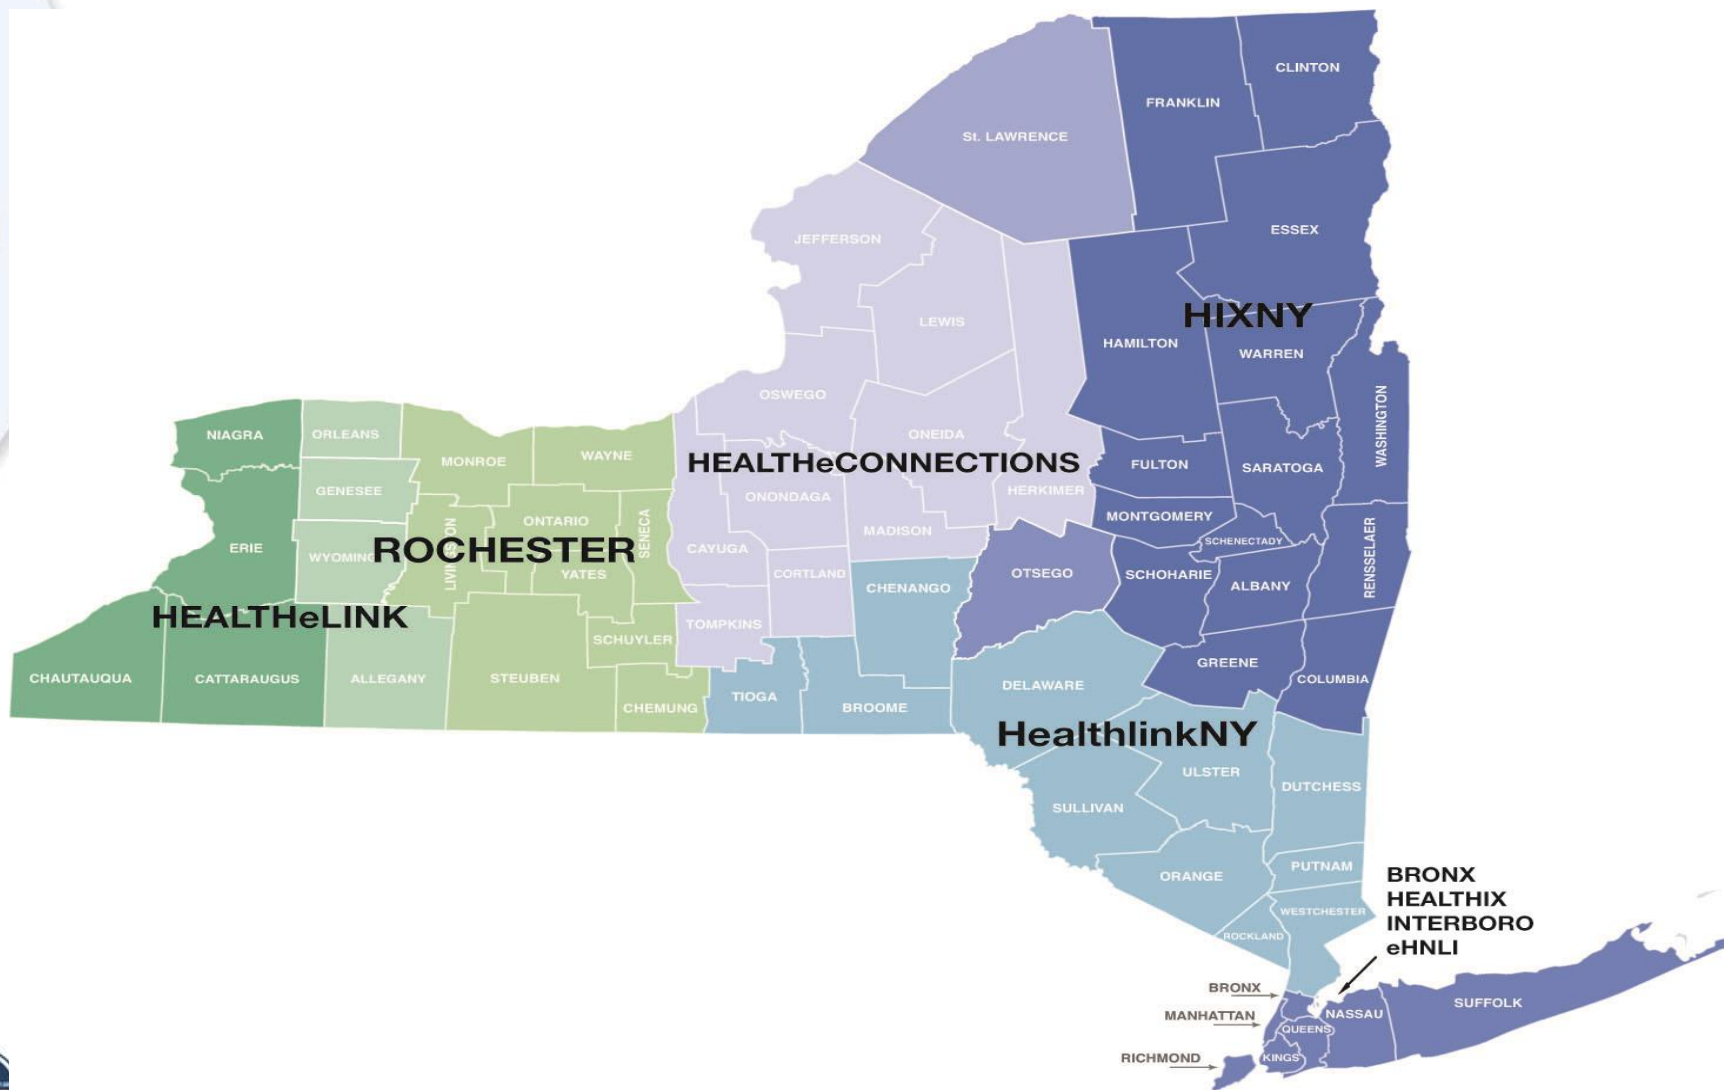 CLINTON
FRANKLIN
St. LAWRENCE
ESSEX
JEFFERSON
HIXNY
LEWIS
HAMILTON
WARREN
OSWEGO
WASHINGTON
NIAGRA
ORLEANS
MONROE
WAYNE
ONEIDA
HEALTHeCONNECTIONS
FULTON
SARATOGA
GENESEE
ONONDAGA
HERKIMER
MONTGOMERY
ONTARIO
SENECA
MADISON
SCHENECTADY
RENSSELAER
ERIE
WYOMING
LIVINGSTON
ROCHESTER
CAYUGA
YATES
CORTLAND
OTSEGO
SCHOHARIE
ALBANY
CHENANGO
HEALTHeLINK
TOMPKINS
SCHUYLER
GREENE
CHAUTAUQUA
CATTARAUGUS
ALLEGANY
STEUBEN
COLUMBIA
DELAWARE
TIOGA
CHEMUNG
BROOME
HealthlinkNY
ULSTER
DUTCHESS
SULLIVAN
PUTNAM
ORANGE
BRONX
HEALTHIX
INTERBORO
eHNLI
WESTCHESTER
ROCKLAND
BRONX
SUFFOLK
MANHATTAN
NASSAU
QUEENS
RICHMOND
KINGS